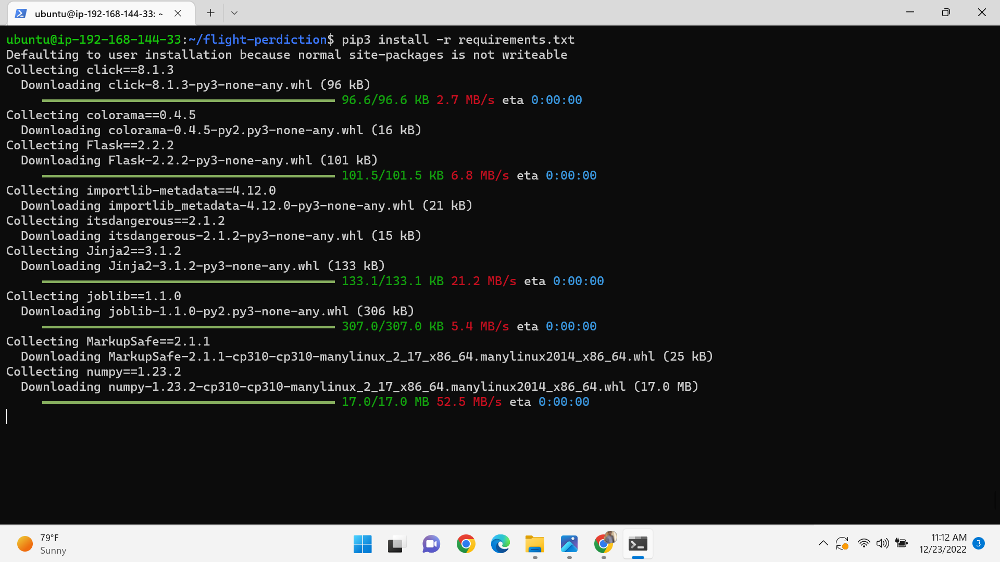 ubuntu@ip-192-168-144-33: ~
ubuntu@ip-192-168-144-33:~/flight-perdiction$ pip3 install -r requirements.txt
Defaulting to user installation because normal site-packages is not writeable
Collecting click==8.1.3
Downloading click-8.1.3-py3-none-any.whl (96 kB)
96.6/96.6 KB 2.7 MB/s eta 0:00:00
Collecting colorama==0.4.5
Downloading colorama-0.4.5-py2.py3-none-any.whl (16 kB)
Collecting Flask==2.2.2
Downloading Flask-2.2.2-py3-none-any.whl (101 kB)
101.5/101.5 KB 6.8 MB/s eta 0:00:00
Collecting importlib-metadata==4.12.0
Downloading importlib_metadata-4.12.0-py3-none-any.whl (21 kB)
Collecting itsdangerous==2.1.2
Downloading itsdangerous-2.1.2-py3-none-any.whl (15 kB)
Collecting Jinja2==3.1.2
Downloading Jinja2-3.1.2-py3-none-any.whl (133 kB)
133.1/133.1 KB 21.2 MB/s eta 0:00:00
Collecting joblib==1.1.0
Downloading joblib-1.1.0-py2.py3-none-any.whl (306 kB)
307.0/307.0 KB 5.4 MB/s eta 0:00:00
Collecting MarkupSafe==2.1.1
Downloading MarkupSafe-2.1.1-cp310-cp310-manylinux_2_17_x86_64.manylinux2014_x86_64.whl (25 kB)
Collecting numpy==1.23.2
Downloading numpy-1.23.2-cp310-cp310-manylinux_2_17_x86_64.manylinux2014_x86_64.whl (17.0 MB)
17.0/17.0 MB 52.5 MB/s eta 0:00:00
79°F
Sunny
11:12 AM
12/23/2022
3